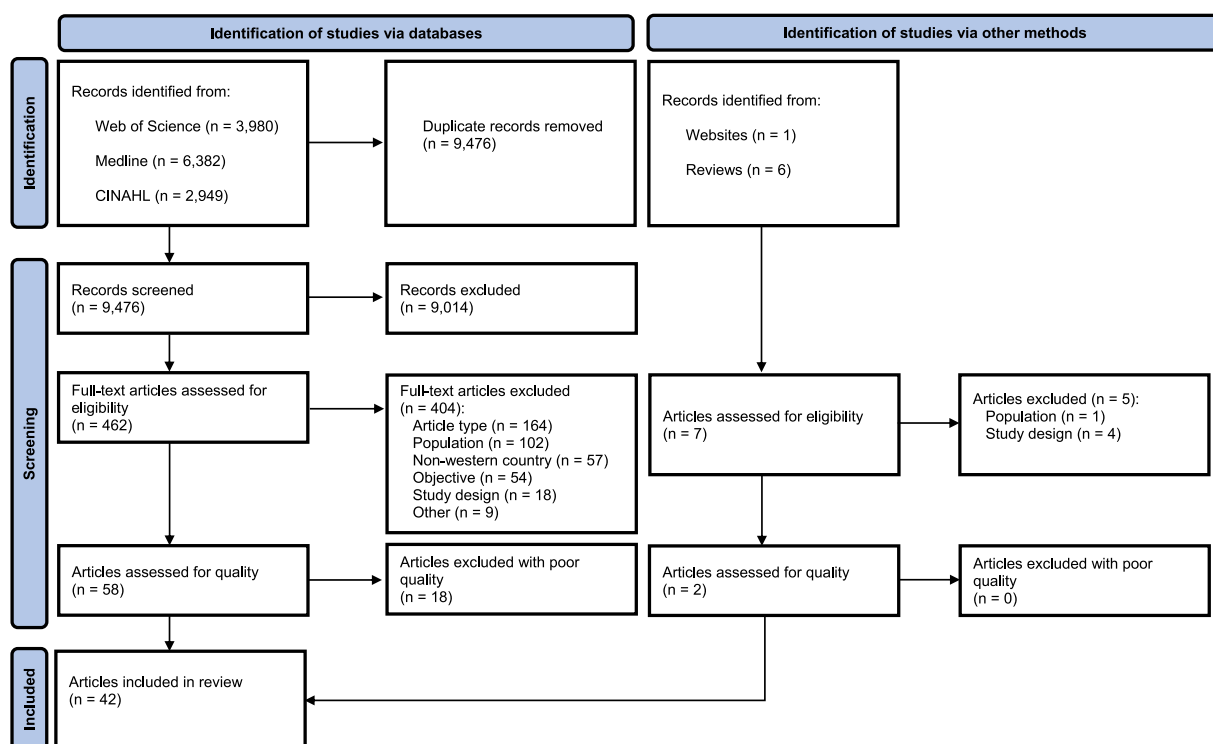 Identification of studies via databases
Identification of studies via other methods
Identification
Records identified from:
Web of Science (n = 3,980)
Medline (n = 6,382)
CINAHL (n = 2,949)
Duplicate records removed
(n = 9,476)
Records identified from:
Websites (n = 1)
Reviews (n = 6)
Screening
Records screened
(n = 9,476)
Records excluded
(n = 9,014)
Full-text articles assessed for
eligibility
(n = 462)
Full-text articles excluded
(n = 404):
Article type (n = 164)
Population (n = 102)
Non-western country (n = 57)
Objective (n = 54)
Study design (n = 18)
Other (n = 9)
Articles assessed for eligibility
(n = 7)
Articles excluded (n = 5):
Population (n = 1)
Study design (n = 4)
Articles assessed for quality
(n = 58)
Articles excluded with poor
quality
(n = 18)
Articles assessed for quality
(n = 2)
Articles excluded with poor
quality
(n = 0)
Included
Articles included in review
(n = 42)